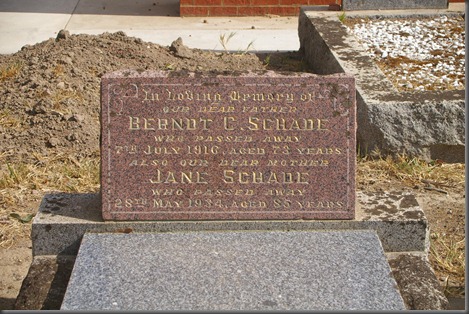 In Loving Memory of
OUR DEAR FATHER
BERNDT C. SCHADE
WHO PASSED AWAY
7TH JULY 1916, AGED 73 YEARS.
ALSO OUR DEAR MOTHER
JANE SCHADE
WHO PASSED AWAY
28TH MAY 1934, AGED 85 YEARS.